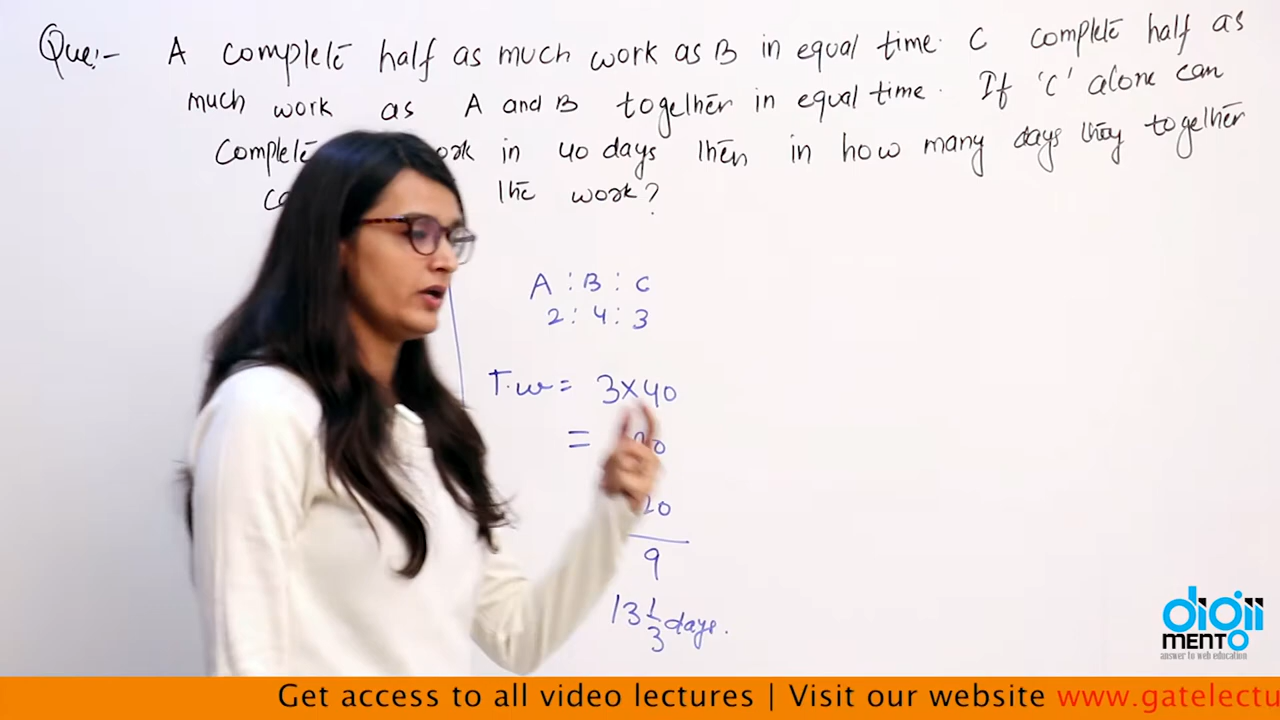 Que:- A complete half as much work as B in equal time. C complete half as
much work as A and B together in equal time. If 'C' alone can
complete in 40 days then in how many days they together
the work?
A : B : C
2 : 4 : 3
T.w = 3x40
=
9
13 1/3 days.
digii
MENTO
answer to web education
Get access to all video lectures | Visit our website www.gatelectu